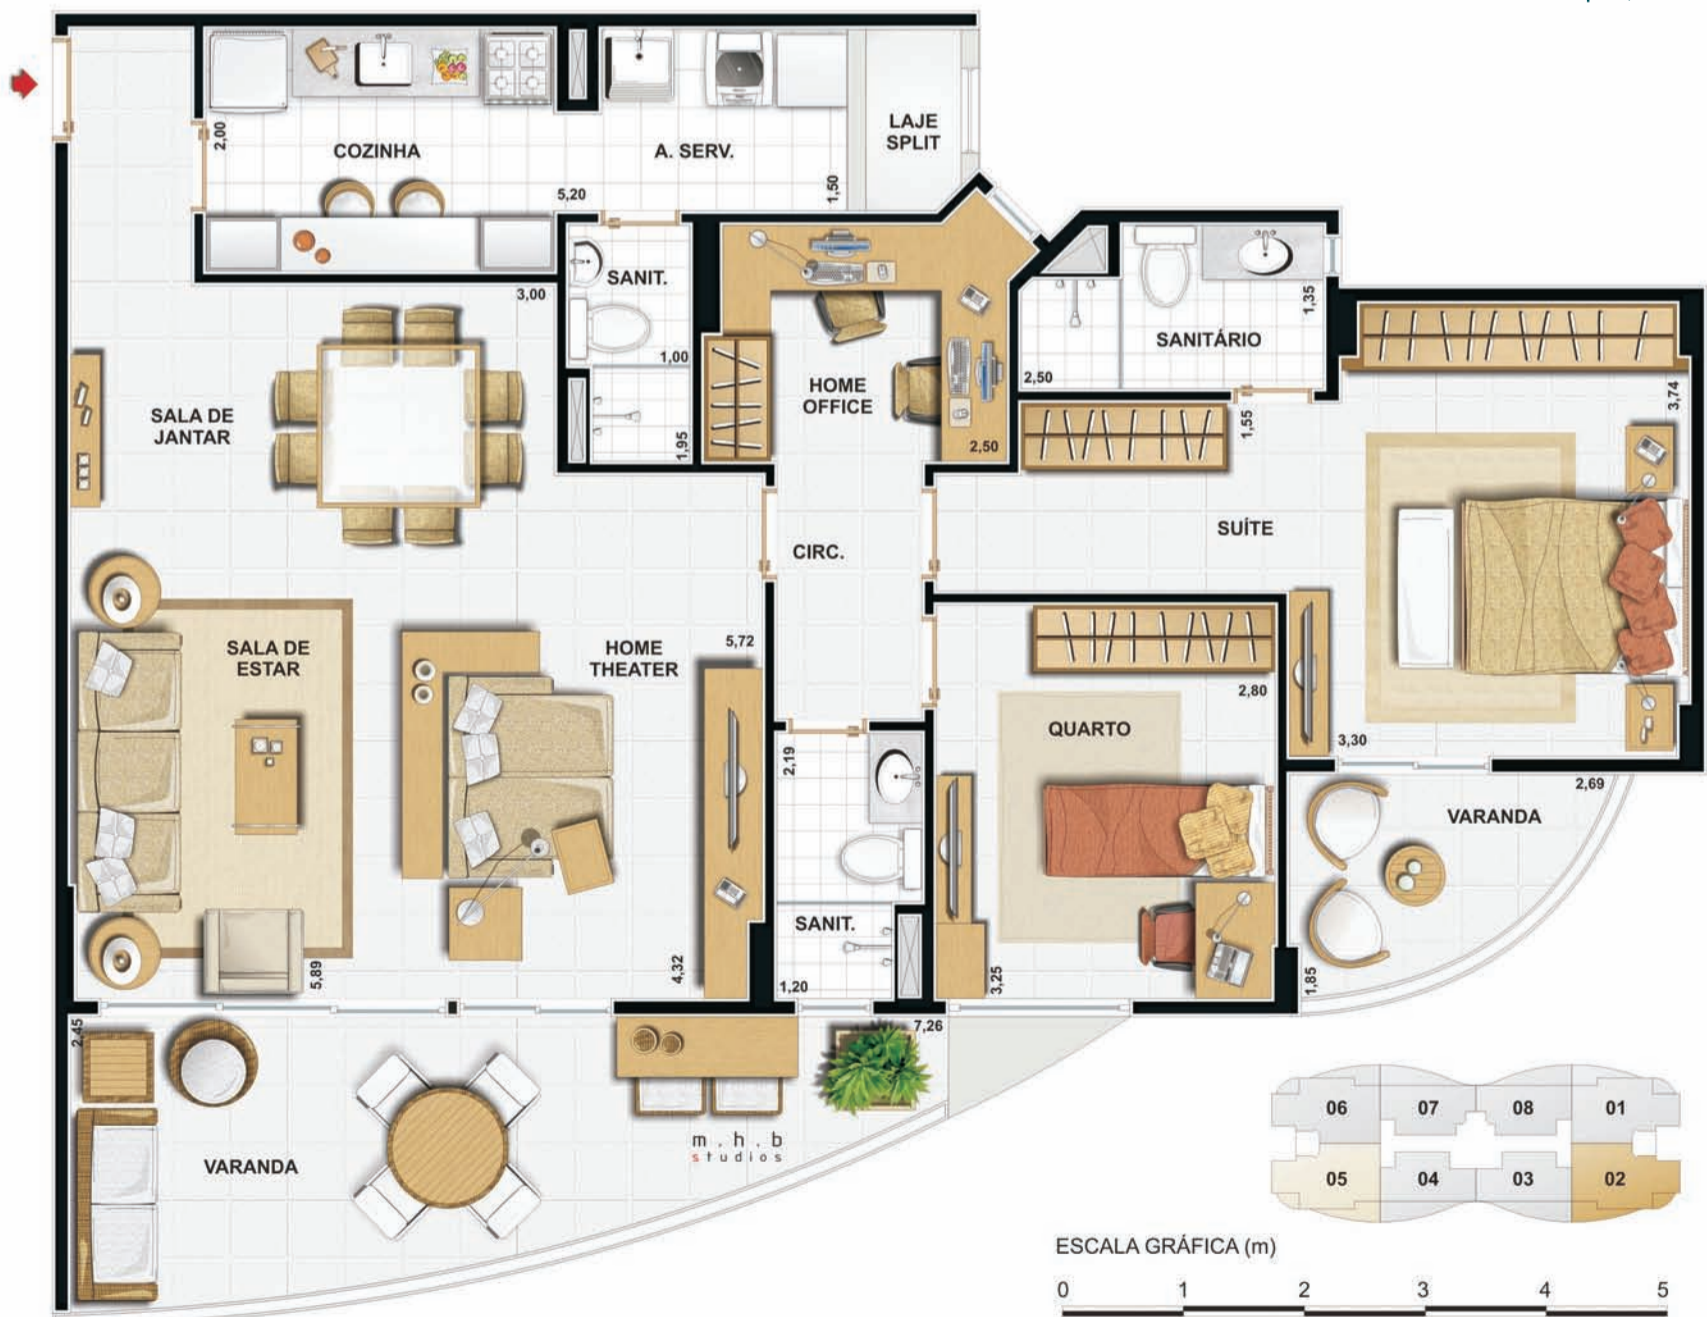 COZINHA
2,00
5,20
A. SERV.
1,50
LAJE
SPLIT
SANIT.
1,00
1,95
3,00
SALA DE
JANTAR
HOME
OFFICE
2,50
SANITÁRIO
1,35
2,50
1,55
3,74
SUÍTE
CIRC.
SALA DE
ESTAR
HOME
THEATER
5,72
2,80
QUARTO
3,30
2,19
2,69
VARANDA
SANIT.
1,20
5,89
4,32
3,25
1,85
2,45
7,26
VARANDA
m.h.b
studios
06
07
08
01
05
04
03
02
ESCALA GRÁFICA (m)
0 1 2 3 4 5